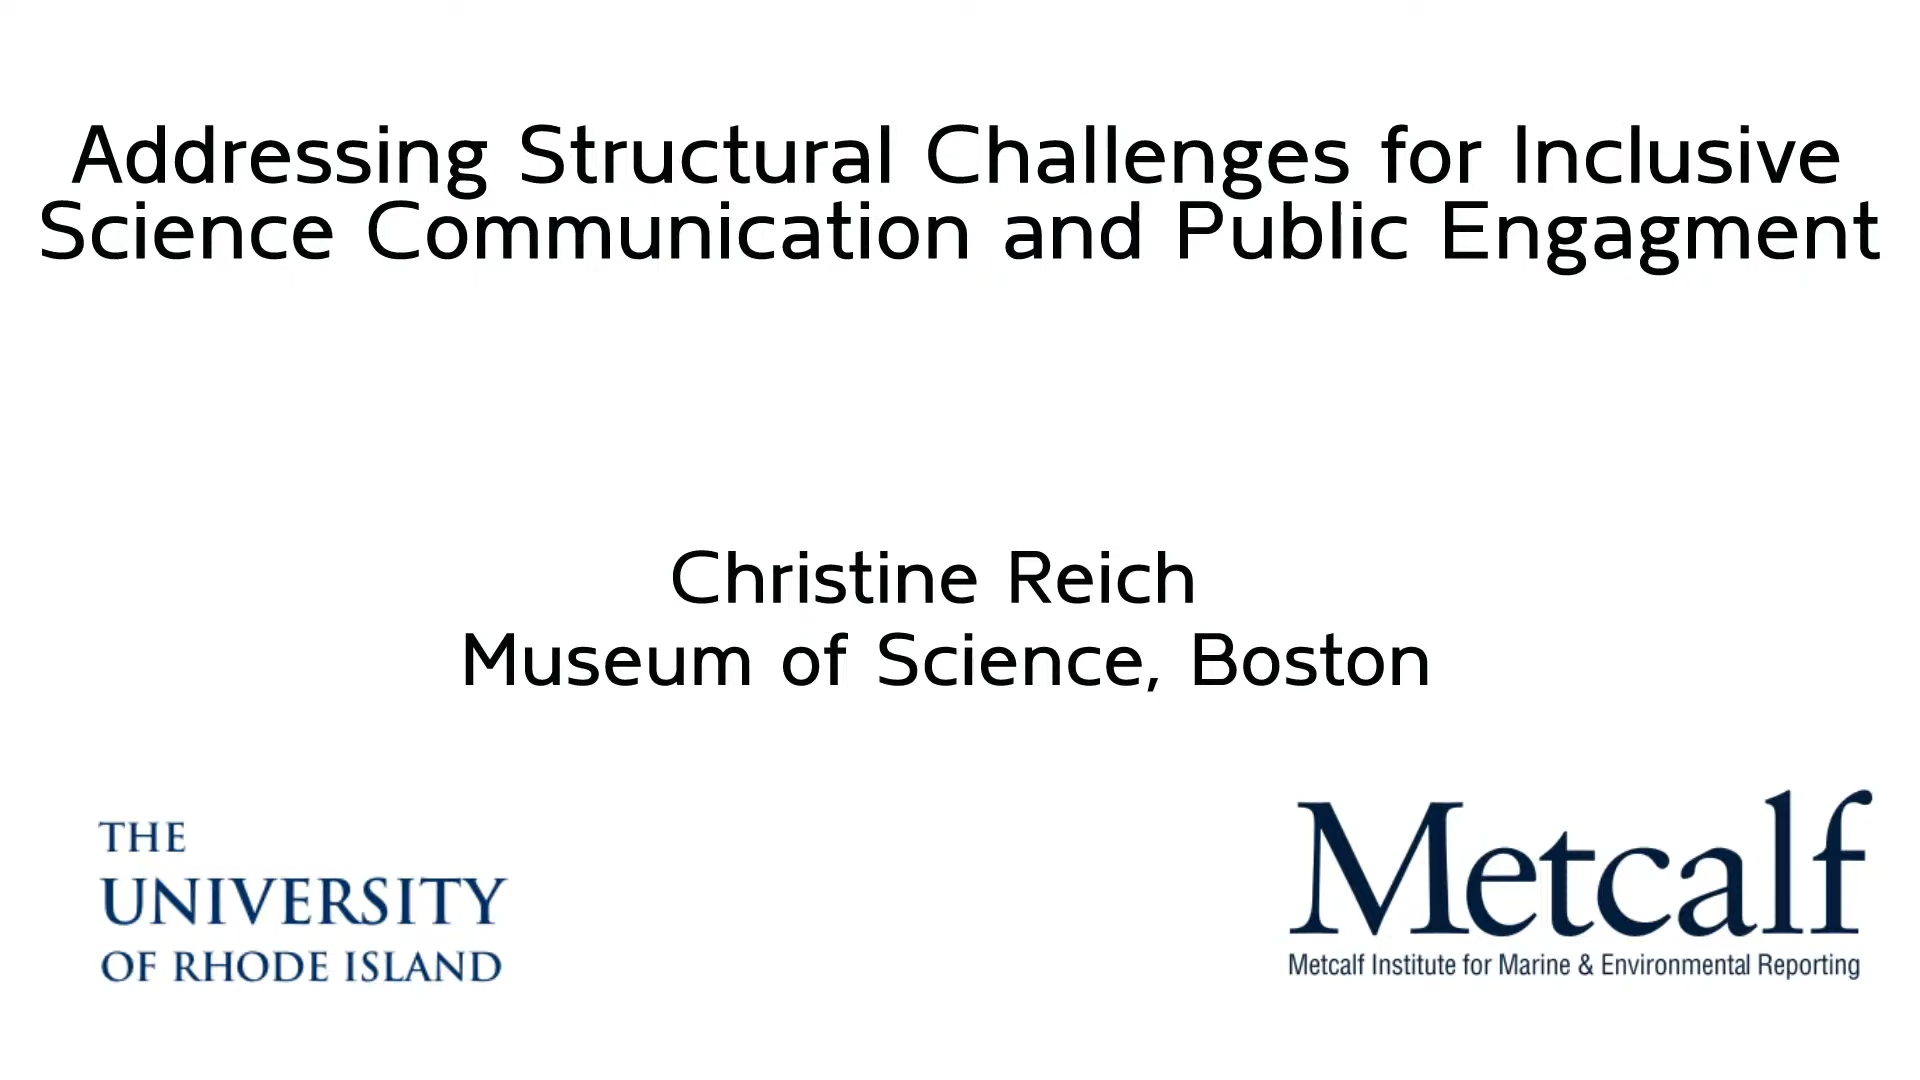 Addressing Structural Challenges for Inclusive
Science Communication and Public Engagment
Christine Reich
Museum of Science, Boston
THE
UNIVERSITY
OF RHODE ISLAND
Metcalf
Metcalf Institute for Marine & Environmental Reporting